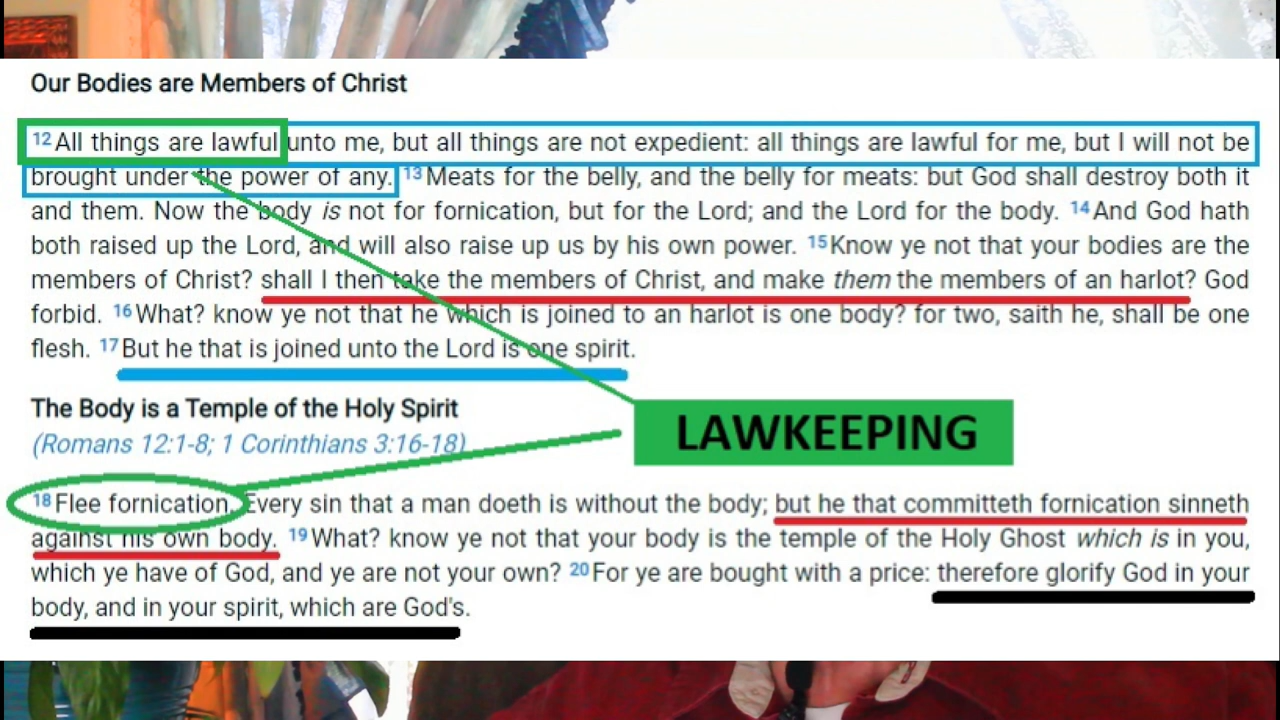 Our Bodies are Members of Christ
12 All things are lawful unto me, but all things are not expedient: all things are lawful for me, but I will not be
brought under the power of any. 13 Meats for the belly, and the belly for meats: but God shall destroy both it
and them. Now the body is not for fornication, but for the Lord; and the Lord for the body. 14 And God hath
both raised up the Lord, and will also raise up us by his own power. 15 Know ye not that your bodies are the
members of Christ? shall I then take the members of Christ, and make them the members of an harlot? God
forbid. 16 What? know ye not that he which is joined to an harlot is one body? for two, saith he, shall be one
flesh. 17 But he that is joined unto the Lord is one spirit.
The Body is a Temple of the Holy Spirit
LAWKEEPING
(Romans 12:1-8; 1 Corinthians 3:16-18)
18 Flee fornication. Every sin that a man doeth is without the body; but he that committeth fornication sinneth
against his own body. 19 What? know ye not that your body is the temple of the Holy Ghost which is in you,
which ye have of God, and ye are not your own? 20 For ye are bought with a price: therefore glorify God in your
body, and in your spirit, which are God's.